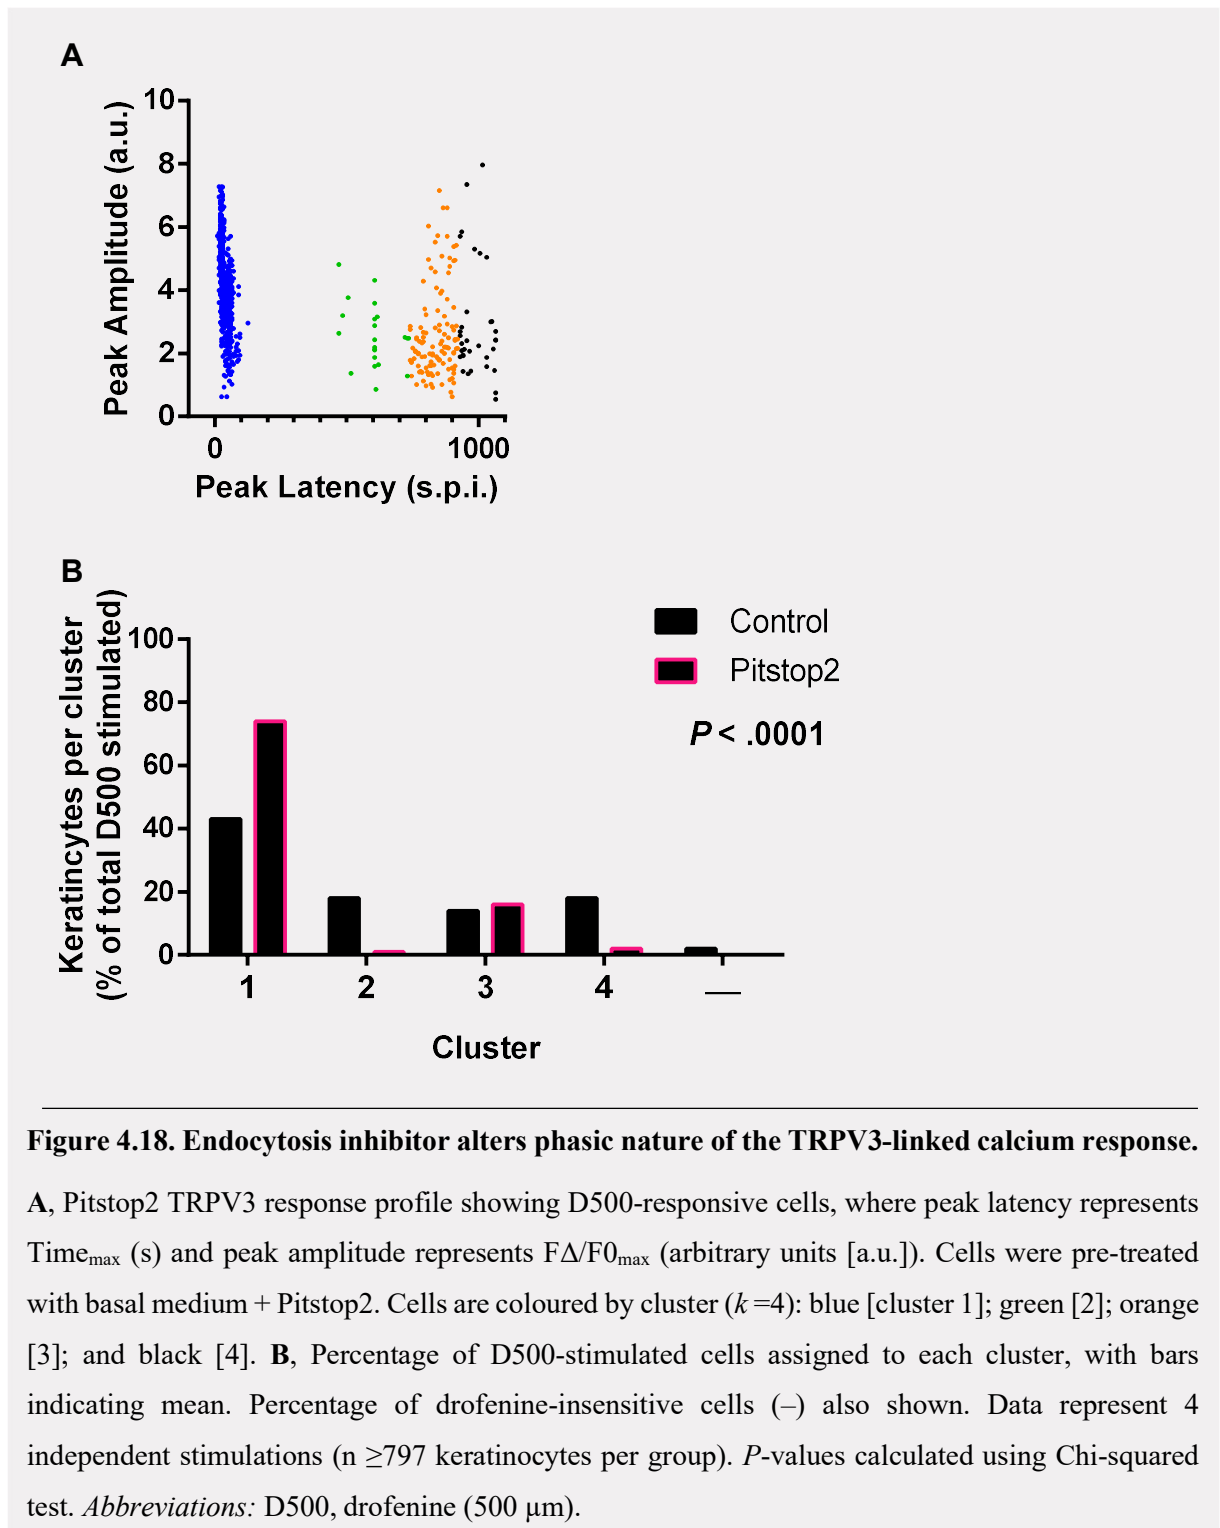 A
Peak Amplitude (a.u.)
10
8
6
4
2
0
0 1000
Peak Latency (s.p.i.)
B
Keratincytes per cluster
(% of total D500 stimulated)
100
80
60
40
20
0
Control
Pitstop2
P < .0001
1 2 3 4 —
Cluster
Figure 4.18. Endocytosis inhibitor alters phasic nature of the TRPV3-linked calcium response.
A, Pitstop2 TRPV3 response profile showing D500-responsive cells, where peak latency represents
Timemax (s) and peak amplitude represents FΔ/F0max (arbitrary units [a.u.]). Cells were pre-treated
with basal medium + Pitstop2. Cells are coloured by cluster (k =4): blue [cluster 1]; green [2]; orange
[3]; and black [4]. B, Percentage of D500-stimulated cells assigned to each cluster, with bars
indicating mean. Percentage of drofenine-insensitive cells (–) also shown. Data represent 4
independent stimulations (n ≥797 keratinocytes per group). P-values calculated using Chi-squared
test. Abbreviations: D500, drofenine (500 µm).